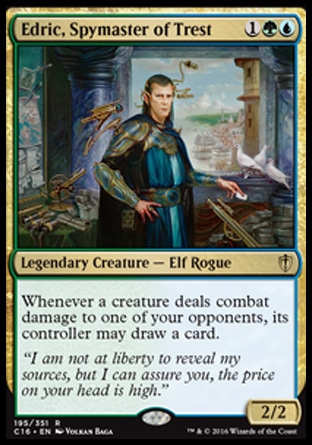 Edric, Spymaster of Trest 1
Legendary Creature — Elf Rogue
Whenever a creature deals combat
damage to one of your opponents, its
controller may draw a card.
“I am not at liberty to reveal my
sources, but I can assure you, the price
on your head is high.”
2/2
195/351 R
C16 • EN VOLKAN BAGA
™ & © 2016 Wizards of the Coast